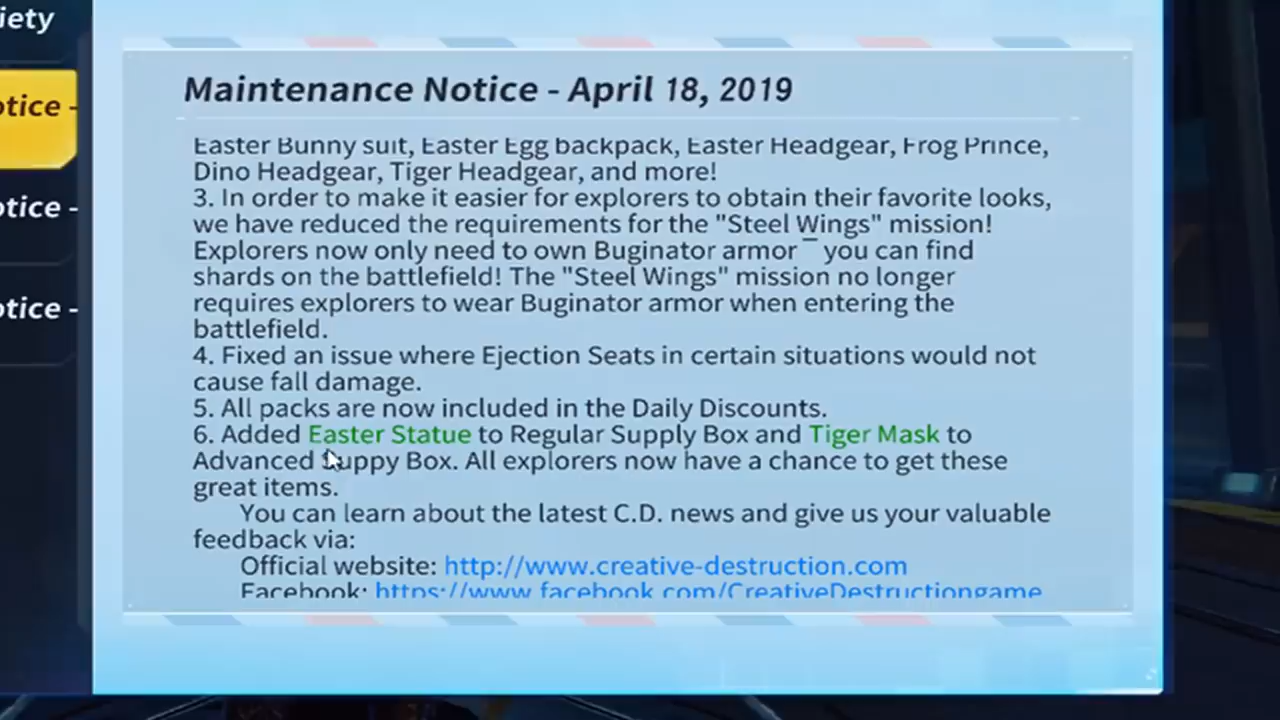 iety
otice -
otice -
otice -
Maintenance Notice - April 18, 2019
Easter Bunny suit, Easter Egg backpack, Easter Headgear, Frog Prince,
Dino Headgear, Tiger Headgear, and more!
3. In order to make it easier for explorers to obtain their favorite looks,
we have reduced the requirements for the "Steel Wings" mission!
Explorers now only need to own Buginator armor ‾ you can find
shards on the battlefield! The "Steel Wings" mission no longer
requires explorers to wear Buginator armor when entering the
battlefield.
4. Fixed an issue where Ejection Seats in certain situations would not
cause fall damage.
5. All packs are now included in the Daily Discounts.
6. Added Easter Statue to Regular Supply Box and Tiger Mask to
Advanced Suppy Box. All explorers now have a chance to get these
great items.
You can learn about the latest C.D. news and give us your valuable
feedback via:
Official website: http://www.creative-destruction.com
Facebook: https://www.facebook.com/CreativeDestructiongame